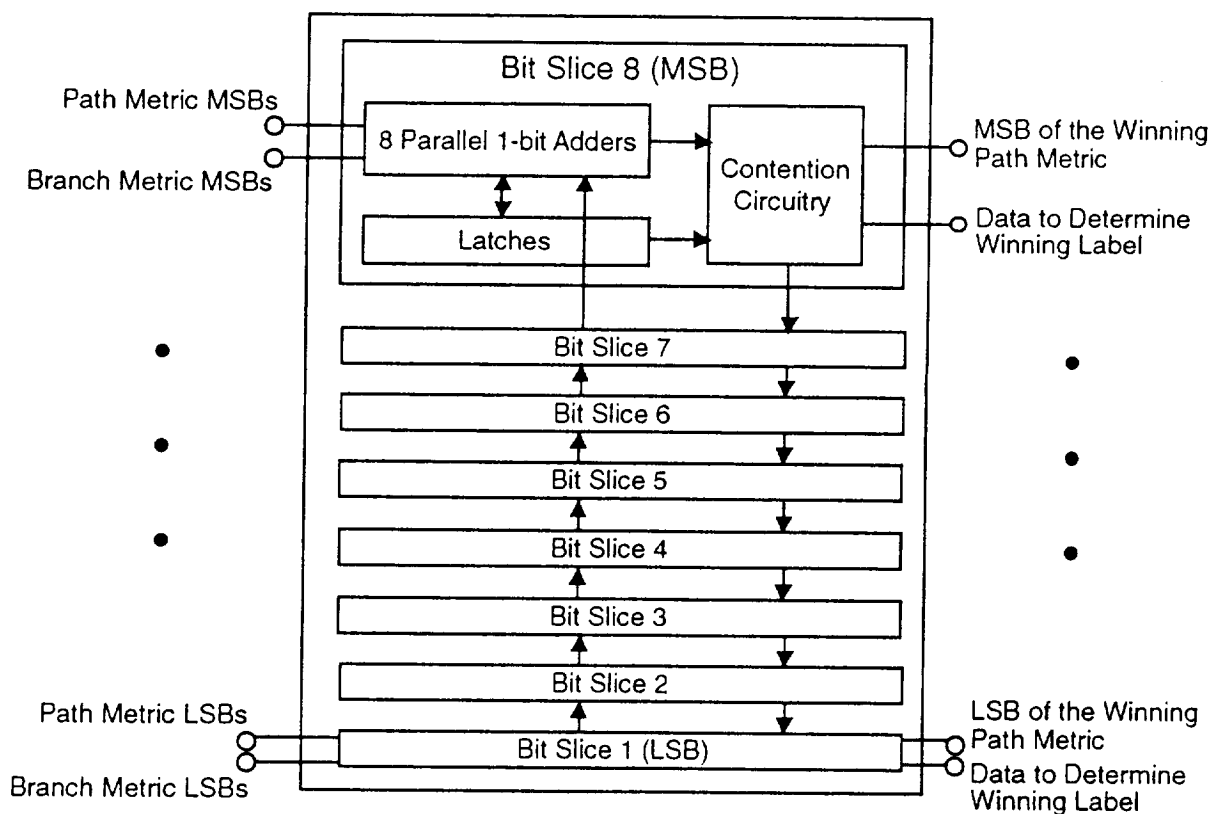 Bit Slice 8 (MSB)
Path Metric MSBs
8 Parallel 1-bit Adders
Branch Metric MSBs
Latches
Contention
Circuitry
MSB of the Winning
Path Metric
Data to Determine
Winning Label
Bit Slice 7
Bit Slice 6
Bit Slice 5
Bit Slice 4
Bit Slice 3
Bit Slice 2
Path Metric LSBs
Bit Slice 1 (LSB)
Branch Metric LSBs
LSB of the Winning
Path Metric
Data to Determine
Winning Label